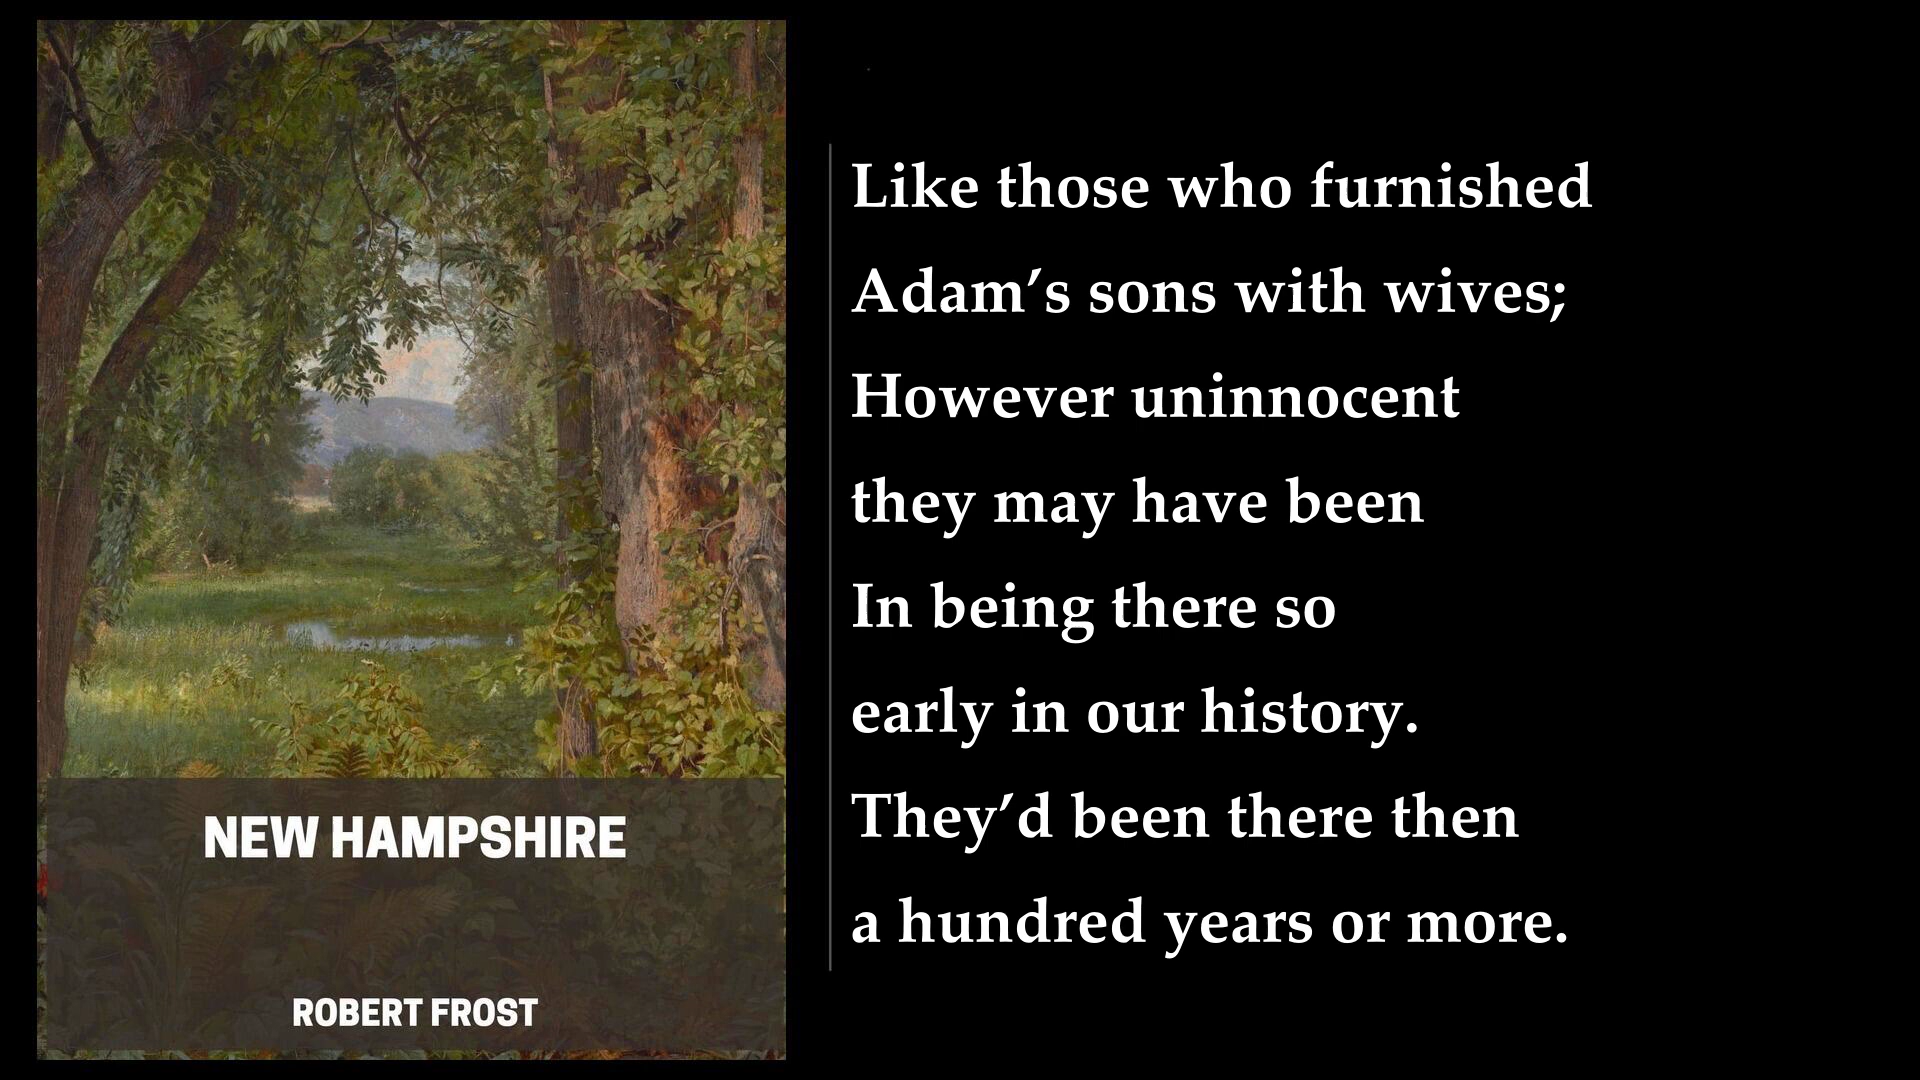 Like those who furnished
Adam’s sons with wives;
However uninnocent
they may have been
In being there so
early in our history.
They’d been there then
a hundred years or more.
NEW HAMPSHIRE
ROBERT FROST